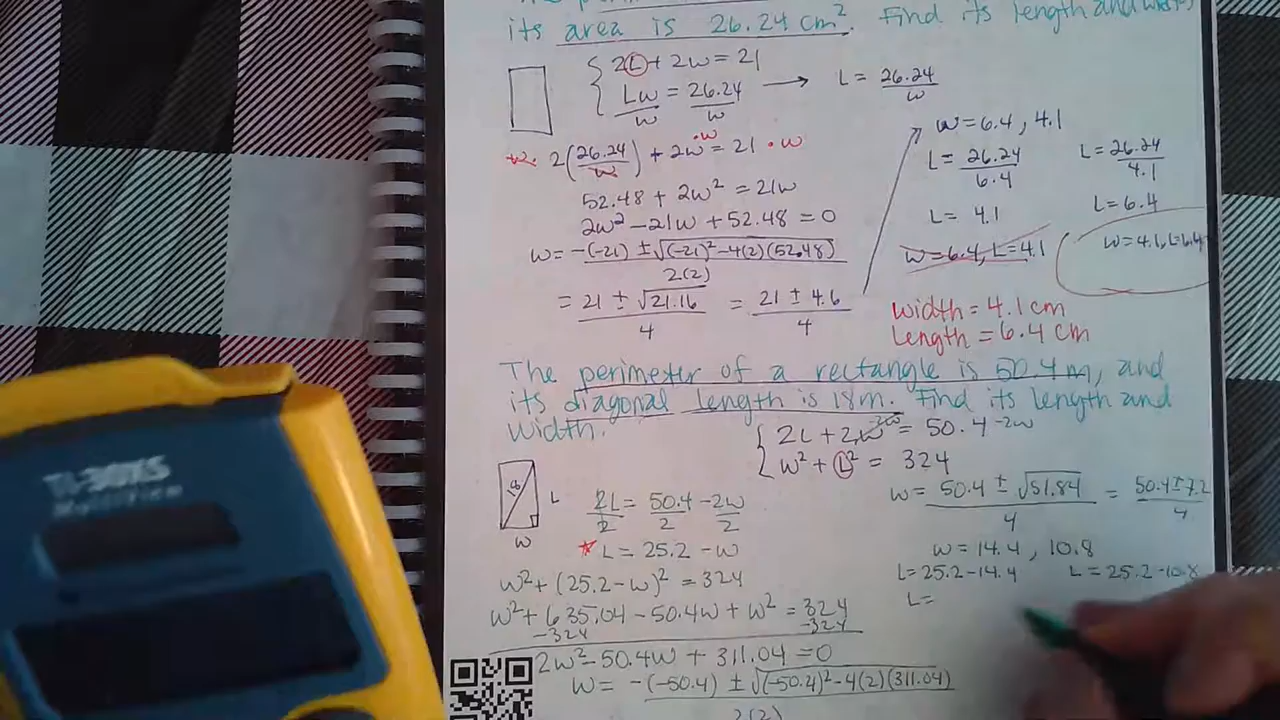 its area is 26.24 cm². Find its length and width
{ 2L + 2w = 21
Lw/w = 26.24/w → L = 26.24/w
2(26.24/w) + 2w·w = 21·w
52.48 + 2w² = 21w
2w² - 21w + 52.48 = 0
w = -(-21) ± √(-21)² - 4(2)(52.48) / 2(2)
= 21 ± √21.16 / 4 = 21 ± 4.6 / 4
w = 6.4, 4.1
L = 26.24/6.4
L = 4.1
w = 6.4, L = 4.1
L = 26.24/4.1
L = 6.4
w = 4.1, L = 6.4
width = 4.1 cm
Length = 6.4 cm
The perimeter of a rectangle is 50.4 m, and
its diagonal length is 18m. Find its length and
width.
{ 2L + 2w -2w = 50.4 -2w
w² + L² = 324
18 L
w
2L/2 = 50.4/2 - 2w/2
* L = 25.2 - w
w² + (25.2 - w)² = 324
w² + 635.04 - 50.4w + w² = 324
-324 -324
2w² - 50.4w + 311.04 = 0
w = -(-50.4) ± √(-50.4)² - 4(2)(311.04)
2(2)
w = 50.4 ± √51.84 / 4 = 50.4 ± 7.2 / 4
w = 14.4, 10.8
L = 25.2 - 14.4 L = 25.2 - 10.8
L =
TI-30XS
MultiView